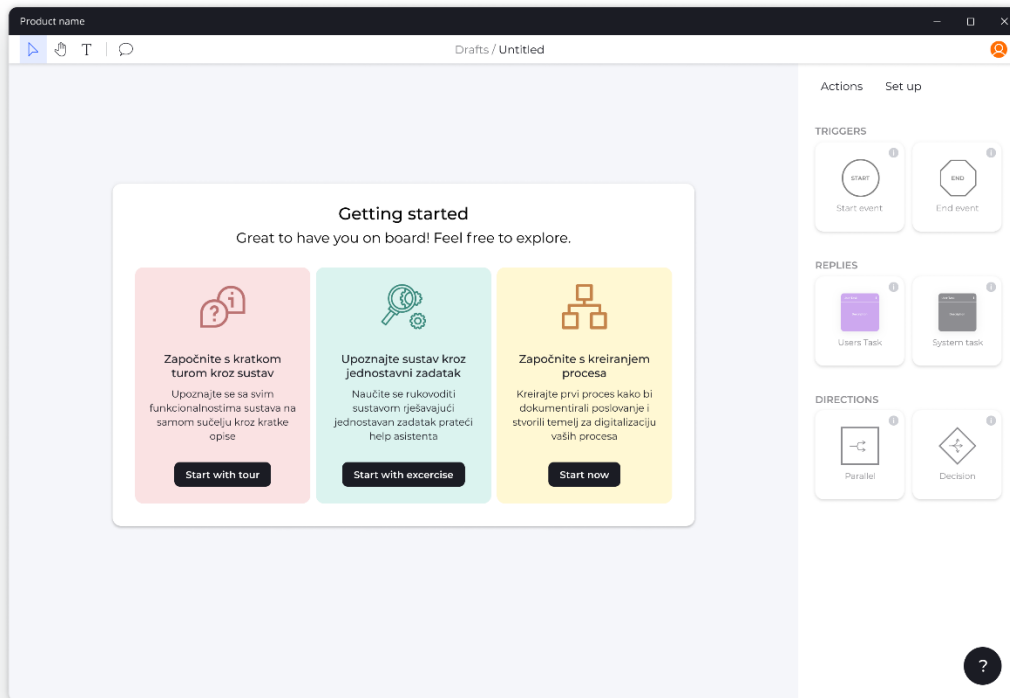 Product name
Drafts / Untitled
Actions Set up
TRIGGERS
START
Start event
END
End event
Getting started
Great to have you on board! Feel free to explore.
Započnite s kratkom
turom kroz sustav
Upoznajte se sa svim
funkcionalnostima sustava na
samom sučelju kroz kratke
opise
Start with tour
Upoznajte sustav kroz
jednostavni zadatak
Naučite se rukovoditi
sustavom rješavajući
jednostavan zadatak prateći
help asistenta
Start with excercise
Započnite s kreiranjem
procesa
Kreirajte prvi proces kako bi
dokumentirali poslovanje i
stvorili temelj za digitalizaciju
vaših procesa
Start now
REPLIES
Users Task
System task
DIRECTIONS
Parallel
Decision
?